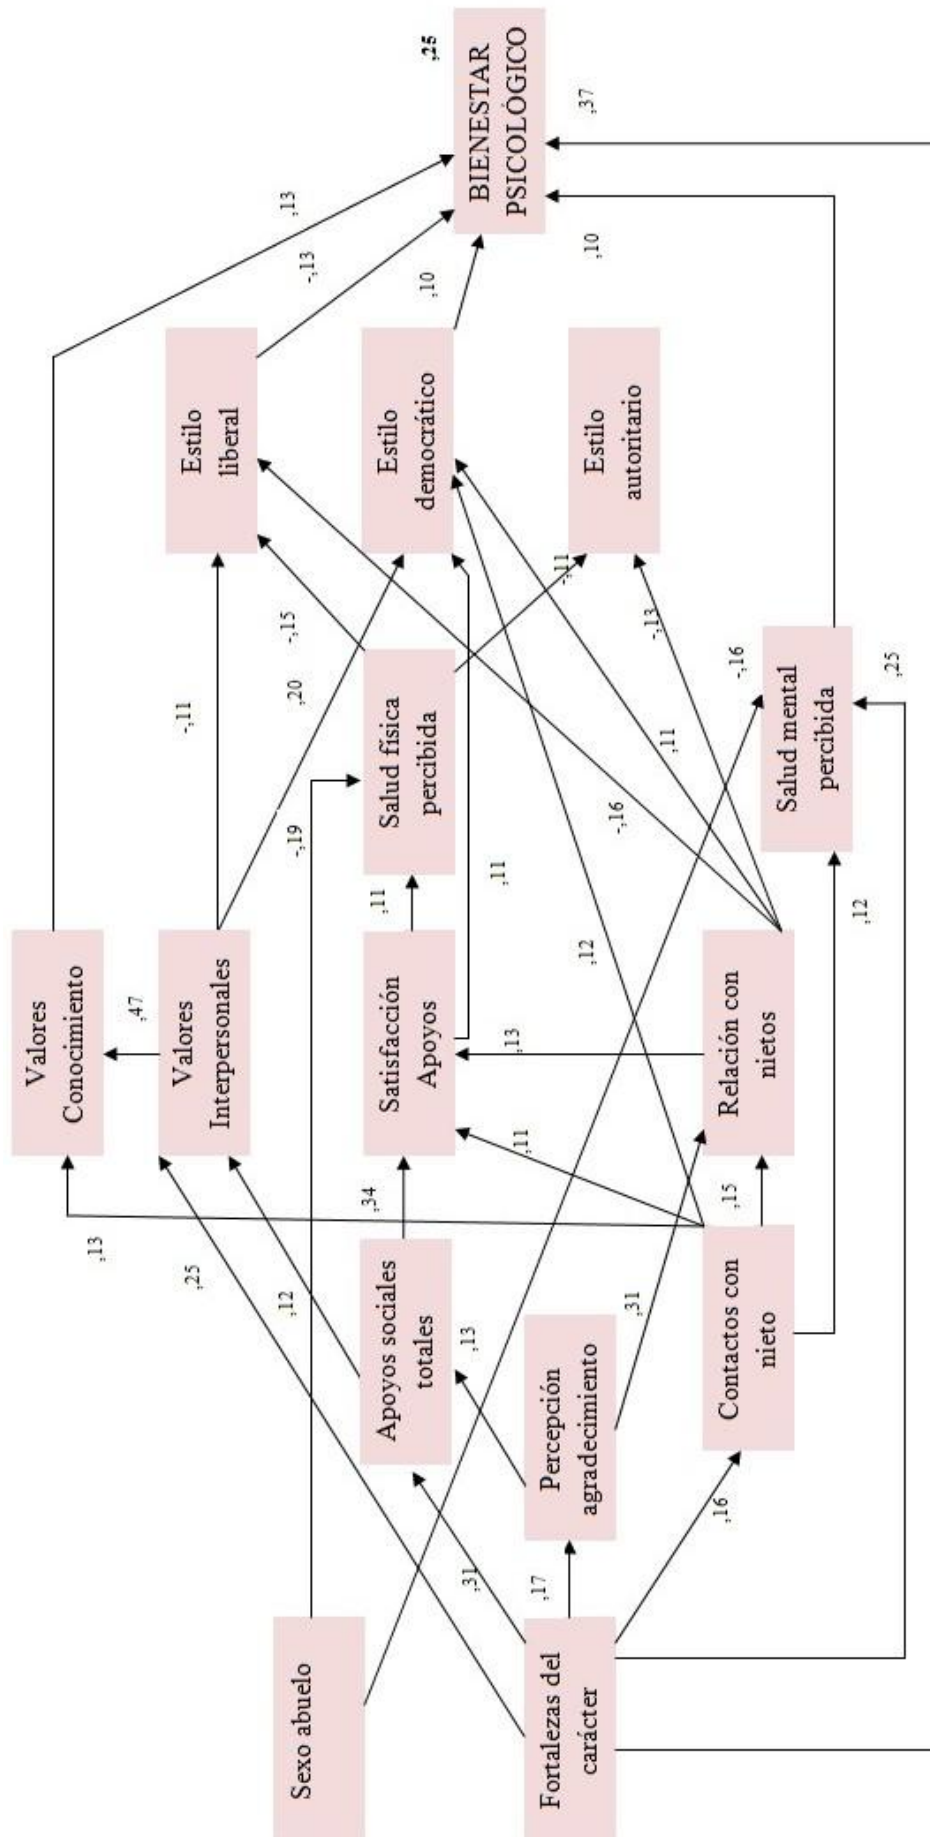 Valores
Conocimiento
,13
,47
Valores
Interpersonales
,25
-,11
Estilo
liberal
,12
-,19
,20
-,15
-,13
,13
Sexo abuelo
,34
,11
Apoyos sociales
totales
Satisfacción
Apoyos
Salud física
percibida
Estilo
democrático
,10
,25
BIENESTAR
PSICOLÓGICO
,31
,13
,11
,11
,13
,17
Fortalezas del
carácter
Percepción
agradecimiento
,12
-,11
Estilo
autoritario
,10
,37
,31
-,16
-,13
,11
,16
,15
Contactos con
nieto
Relación con
nietos
-,16
Salud mental
percibida
,12
,25